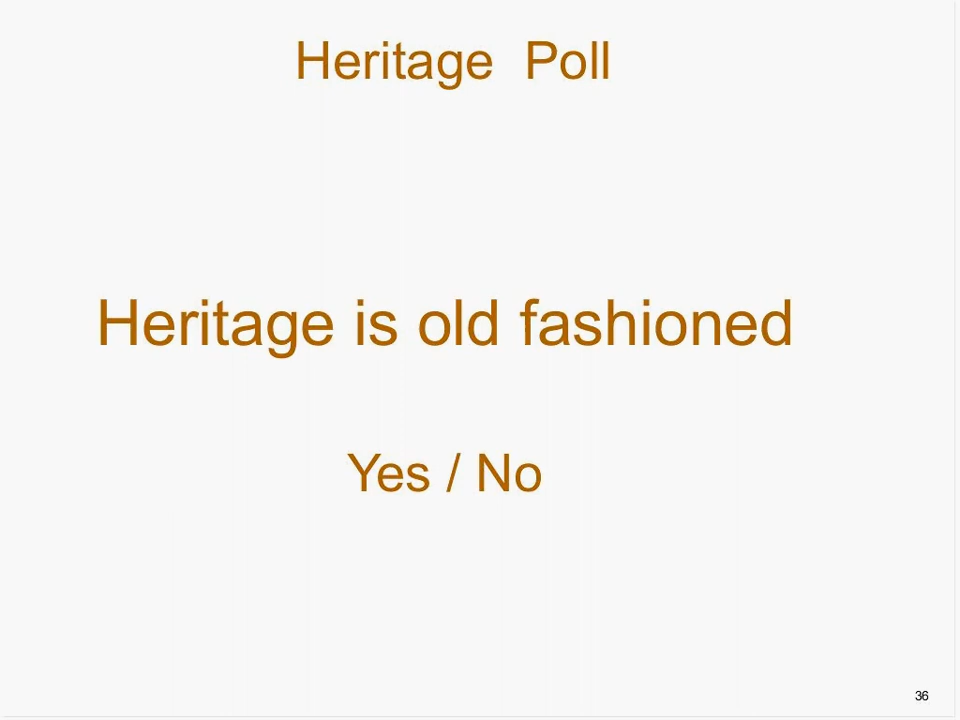 Heritage  Poll
Heritage is old fashioned
Yes / No
36